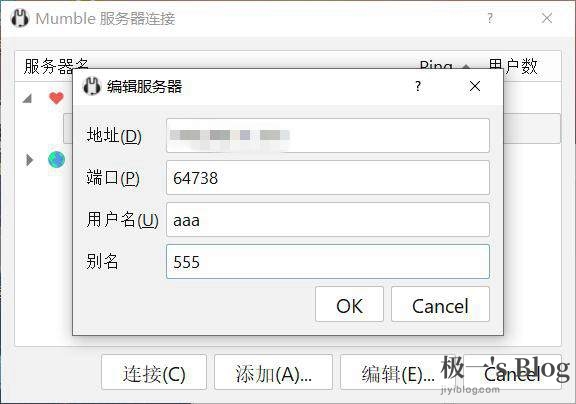 Mumble 服务器连接
服务器名 Ping 用户数
编辑服务器
地址(D)
端口(P) 64738
用户名(U) aaa
别名 555
OK Cancel
连接(C) 添加(A)... 编辑(E)... Cancel
极一's Blog
jiyiblog.com